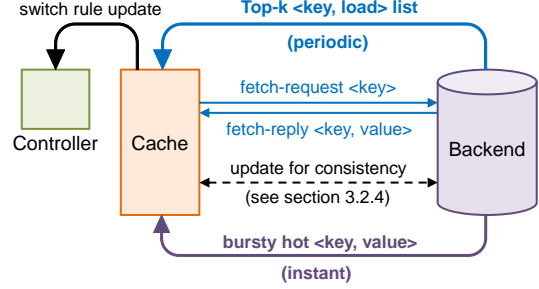 switch rule update
Top-k <key, load> list
(periodic)
fetch-request <key>
fetch-reply <key, value>
Controller
Cache
Backend
update for consistency
(see section 3.2.4)
bursty hot <key, value>
(instant)